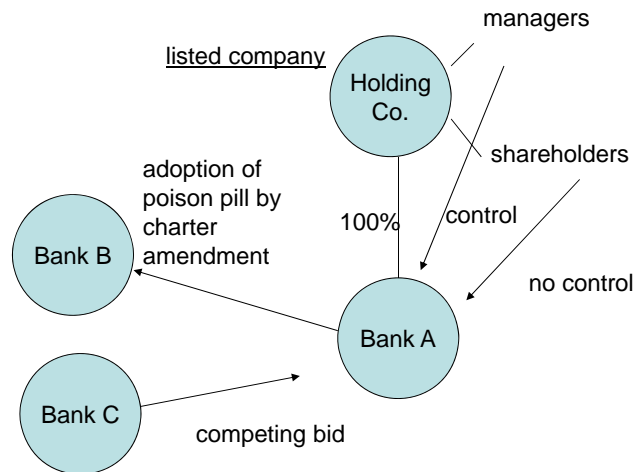 managers
listed company
Holding
Co.
shareholders
adoption of
poison pill by
charter
amendment
100%
control
Bank B
no control
Bank A
Bank C
competing bid